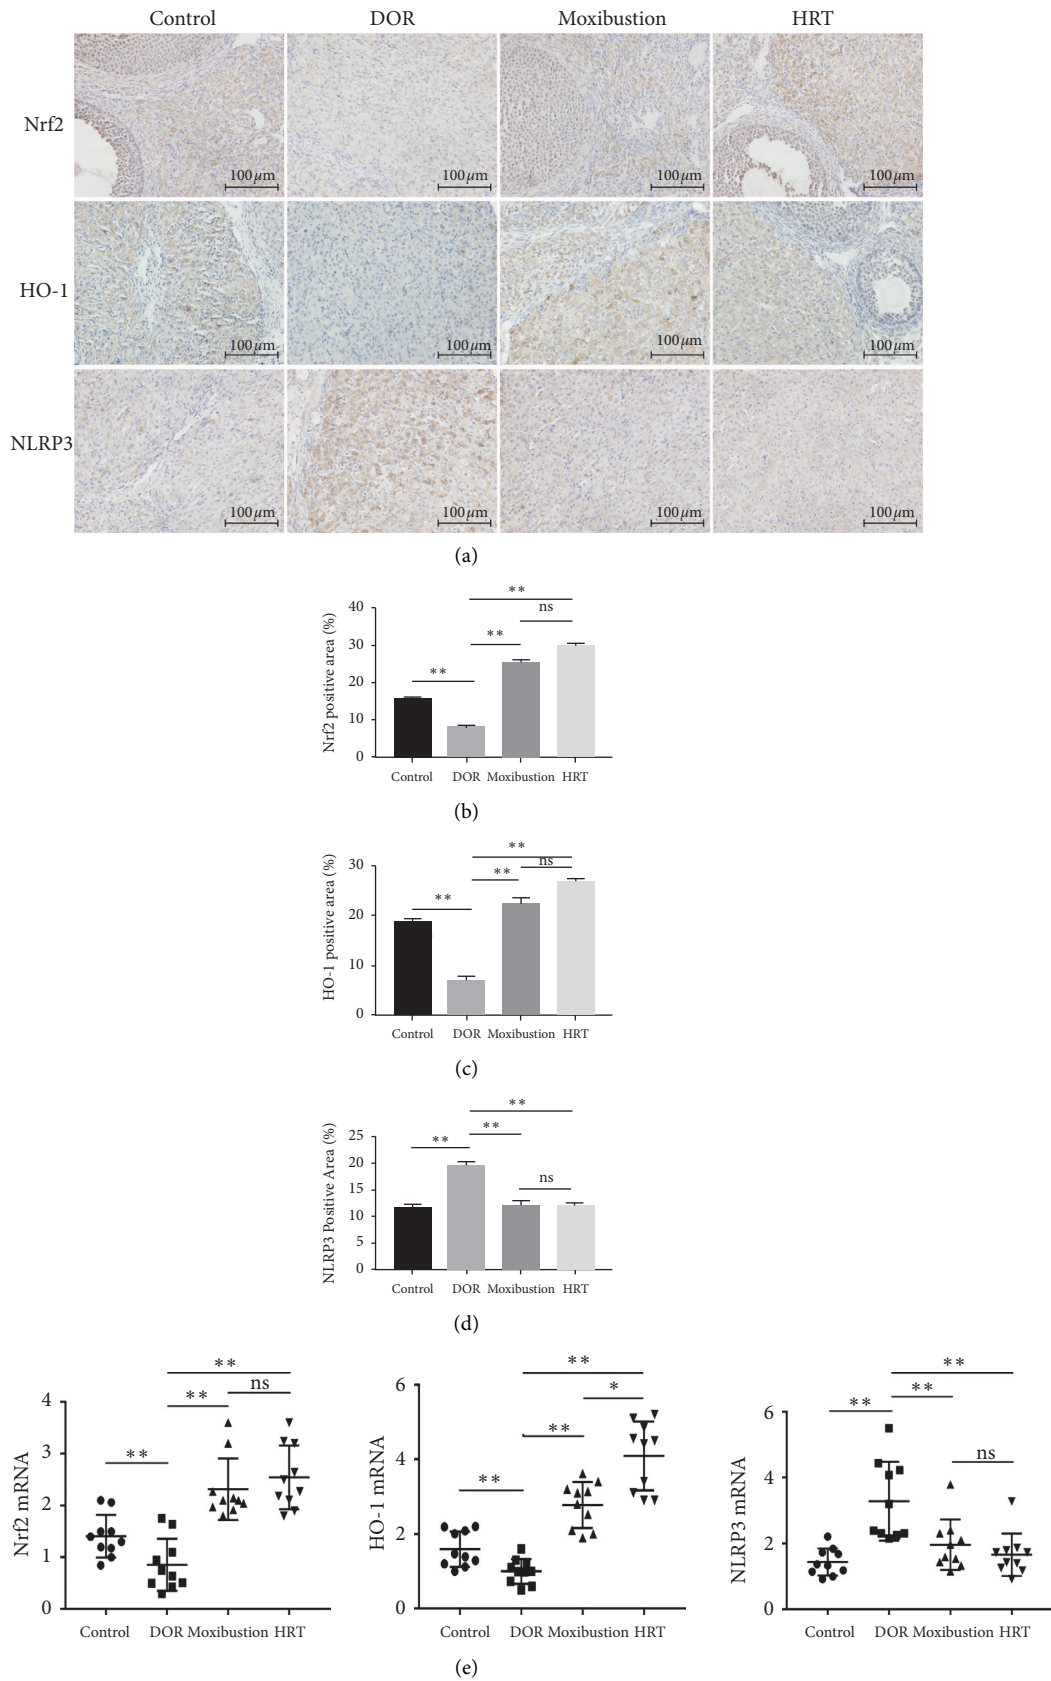 Control DOR Moxibustion HRT
Nrf2
100 µm 100 µm 100 µm 100 µm
HO-1
100 µm 100 µm 100 µm 100 µm
NLRP3
100 µm 100 µm 100 µm 100 µm
(a)
Nrf2 positive area (%)
40
30
20
10
0
**
ns
**
**
Control DOR Moxibustion HRT
(b)
HO-1 positive area (%)
30
20
10
0
**
ns
**
**
Control DOR Moxibustion HRT
(c)
NLRP3 Positive Area (%)
25
20
15
10
5
0
**
**
**
ns
Control DOR Moxibustion HRT
(d)
Nrf2 mRNA
4
3
2
1
0
**
ns
**
**
Control DOR Moxibustion HRT
HO-1 mRNA
6
4
2
0
**
*
**
**
Control DOR Moxibustion HRT
NLRP3 mRNA
6
4
2
0
**
**
**
ns
Control DOR Moxibustion HRT
(e)